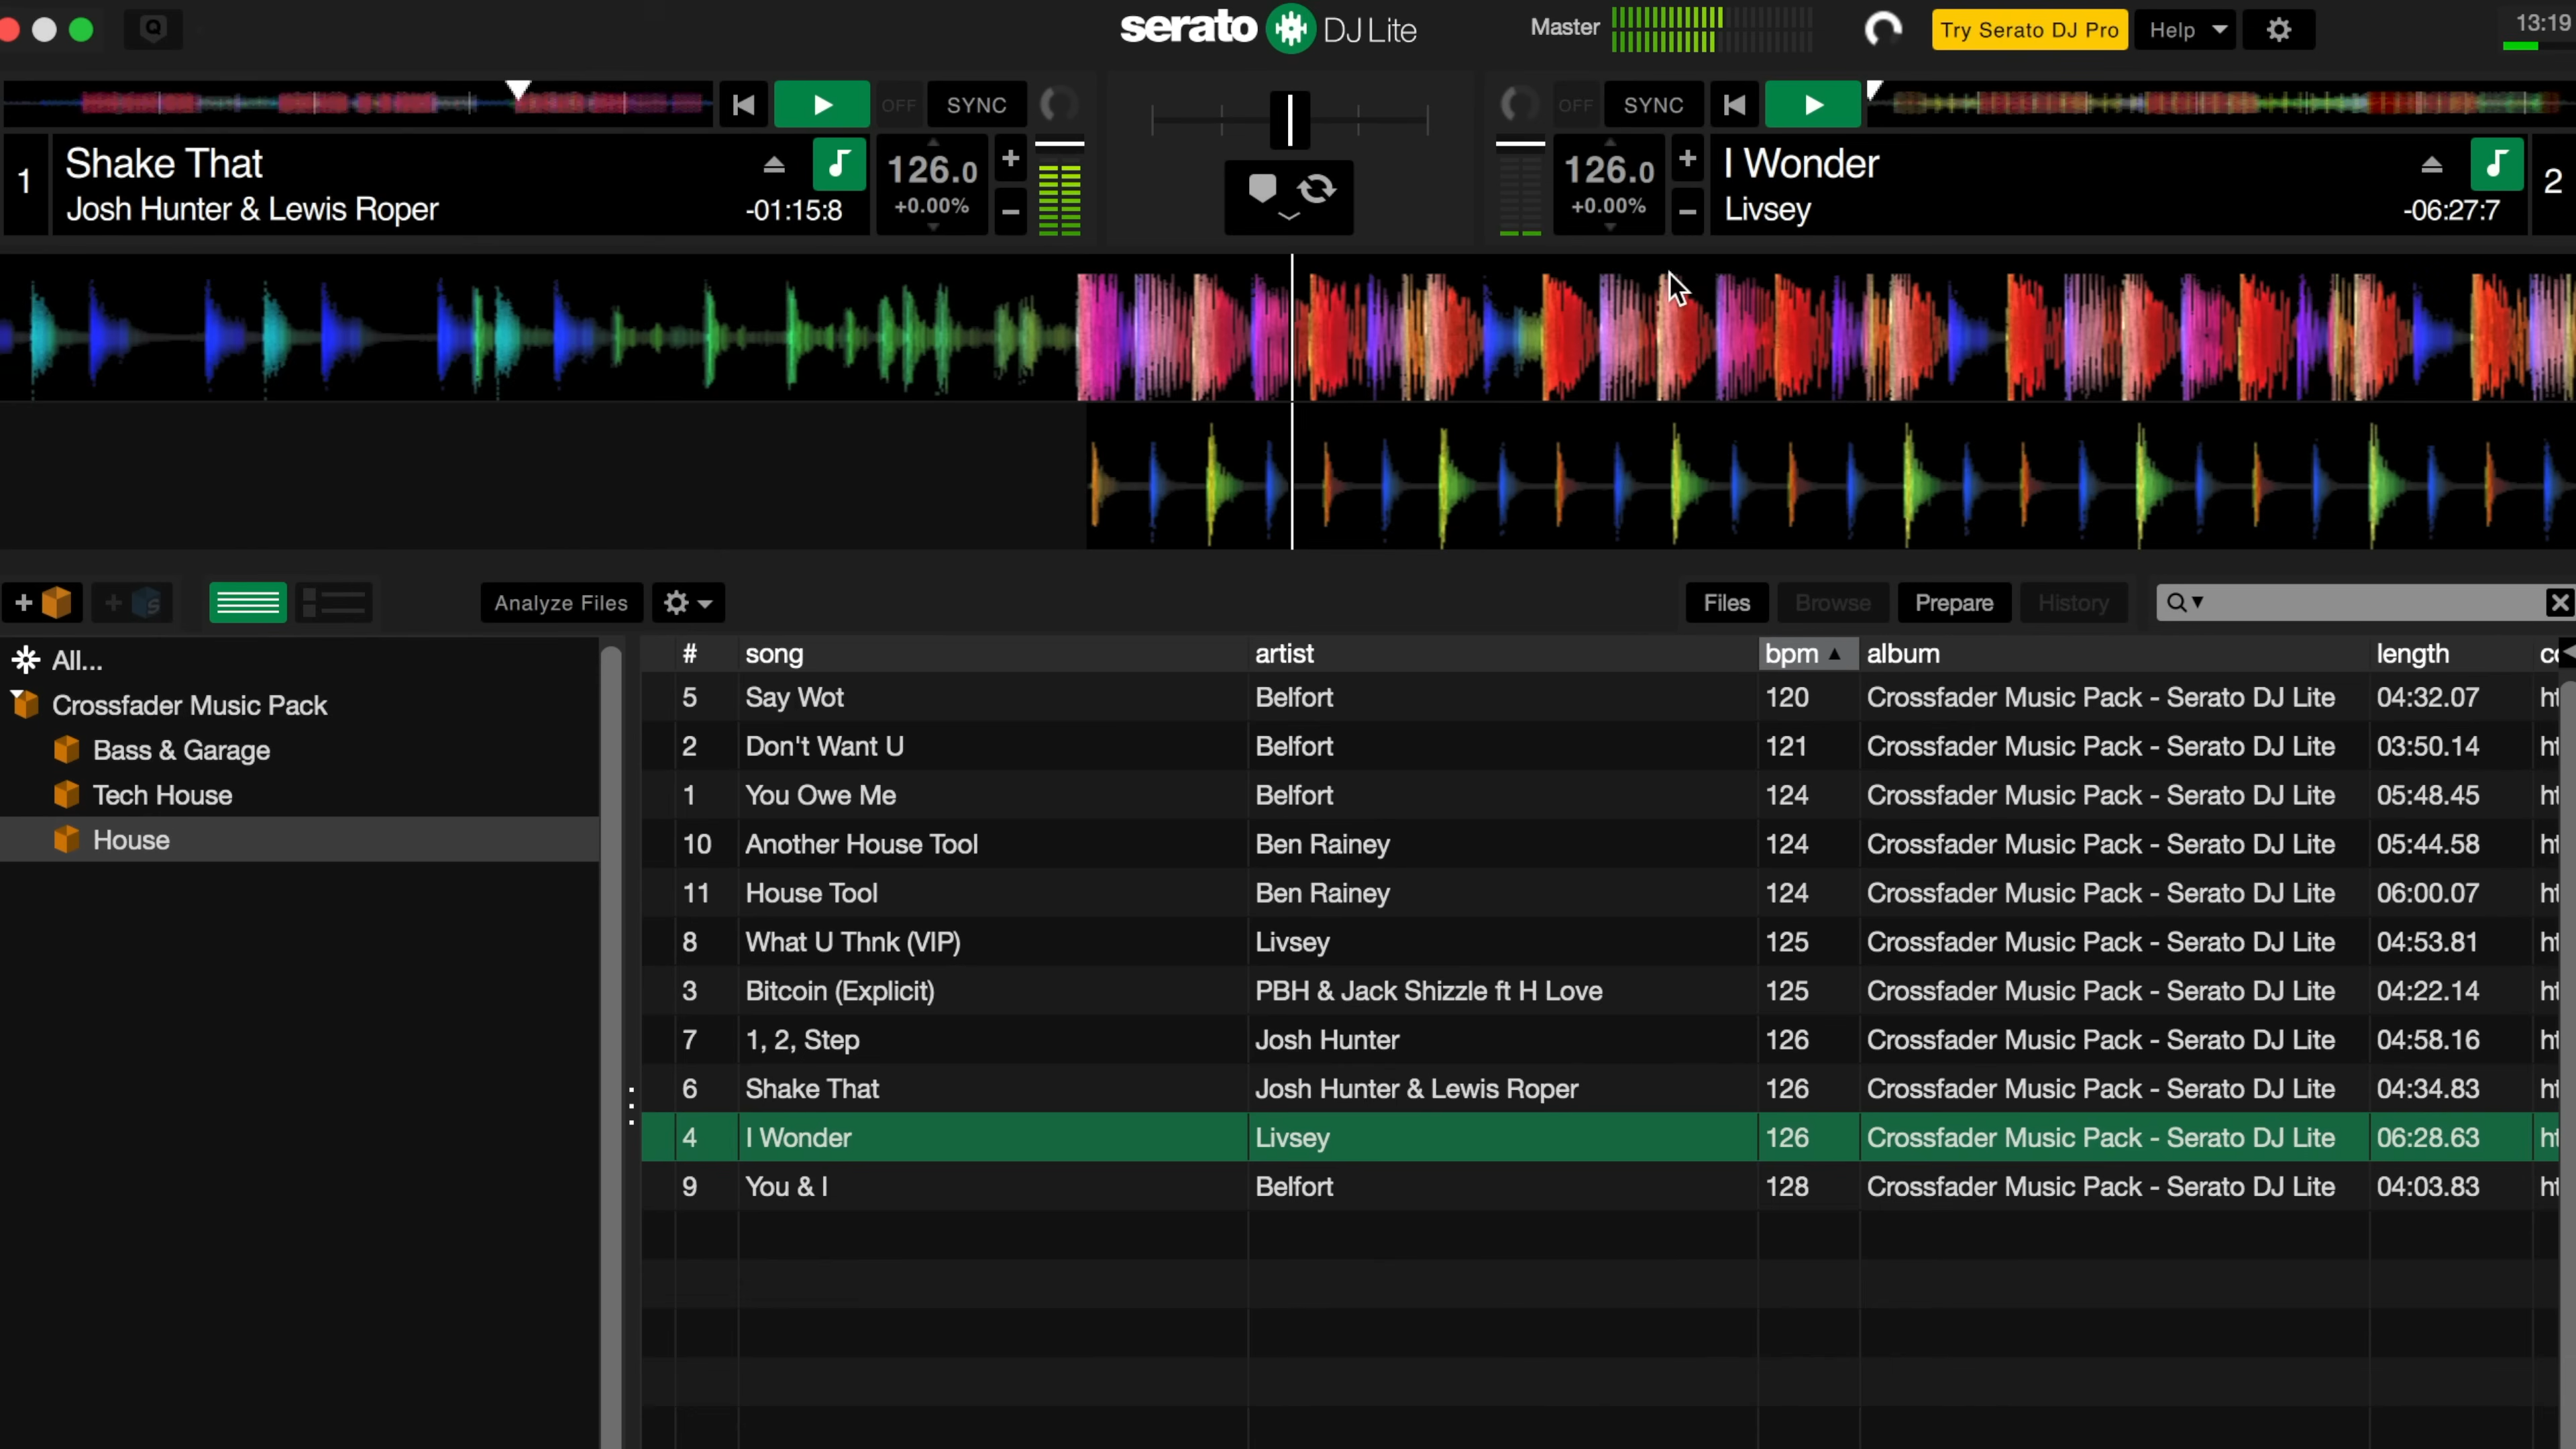 serato DJ Lite
Master
Try Serato DJ Pro
Help
13:19
OFF SYNC
OFF SYNC
1
Shake That
Josh Hunter & Lewis Roper
-01:15:8
126.0
+0.00%
+
−
126.0
+0.00%
+
−
I Wonder
Livsey
-06:27:7
2
+
+
Analyze Files
Files Browse Prepare History
All...
Crossfader Music Pack
Bass & Garage
Tech House
House
# song artist bpm album length
5 Say Wot Belfort 120 Crossfader Music Pack - Serato DJ Lite 04:32.07
2 Don't Want U Belfort 121 Crossfader Music Pack - Serato DJ Lite 03:50.14
1 You Owe Me Belfort 124 Crossfader Music Pack - Serato DJ Lite 05:48.45
10 Another House Tool Ben Rainey 124 Crossfader Music Pack - Serato DJ Lite 05:44.58
11 House Tool Ben Rainey 124 Crossfader Music Pack - Serato DJ Lite 06:00.07
8 What U Thnk (VIP) Livsey 125 Crossfader Music Pack - Serato DJ Lite 04:53.81
3 Bitcoin (Explicit) PBH & Jack Shizzle ft H Love 125 Crossfader Music Pack - Serato DJ Lite 04:22.14
7 1, 2, Step Josh Hunter 126 Crossfader Music Pack - Serato DJ Lite 04:58.16
6 Shake That Josh Hunter & Lewis Roper 126 Crossfader Music Pack - Serato DJ Lite 04:34.83
4 I Wonder Livsey 126 Crossfader Music Pack - Serato DJ Lite 06:28.63
9 You & I Belfort 128 Crossfader Music Pack - Serato DJ Lite 04:03.83